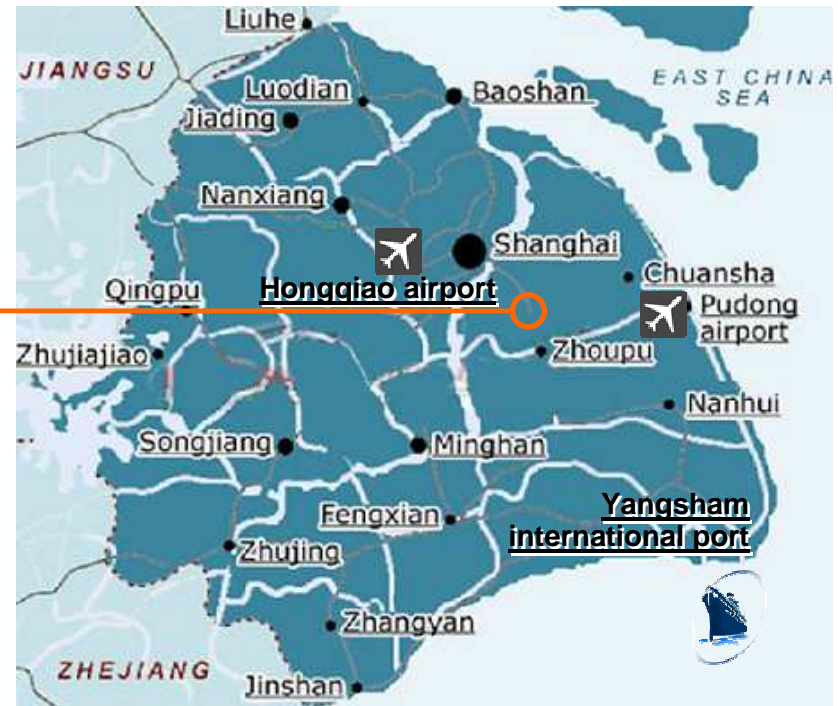 Liuhe
JIANGSU
EAST CHINA
SEA
Luodian
Baoshan
Jiading
Nanxiang
Shanghai
Chuansha
Qingpu
Hongqiao airport
Pudong
airport
Zhujiajiao
Zhoupu
Nanhui
Songjiang
Minghan
Yangsham
international port
Fengxian
Zhujing
Zhangyan
ZHEJIANG
Jinshan